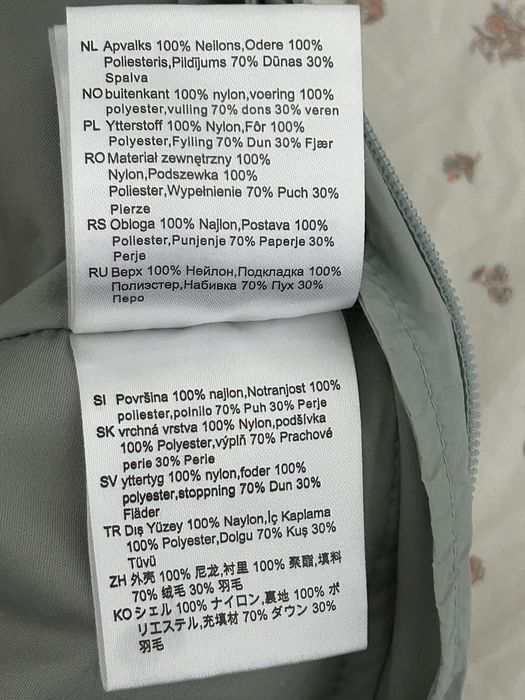 NL Apvalks 100% Neilons,Odere 100%
Poliesteris,Pildījums 70% Dūnas 30%
Spalva
NO buitenkant 100% nylon,voering 100%
polyester,vulling 70% dons 30% veren
PL Ytterstoff 100% Nylon,Fôr 100%
Polyester,Fylling 70% Dun 30% Fjær
RO Materiał zewnętrzny 100%
Nylon,Podszewka 100%
Poliester,Wypełnienie 70% Puch 30%
Pierze
RS Obloga 100% Najlon,Postava 100%
Poliester,Punjenje 70% Paperje 30%
Perje
RU Верх 100% Нейлон,Подкладка 100%
Полиэстер,Набивка 70% Пух 30%
Перо
SI Površina 100% najlon,Notranjost 100%
poliester,polnilo 70% Puh 30% Perje
SK vrchná vrstva 100% Nylon,podšívka
100% Polyester,výplň 70% Prachové
perie 30% Perie
SV yttertyg 100% nylon,foder 100%
polyester,stoppning 70% Dun 30%
Fläder
TR Dış Yüzey 100% Naylon,İç Kaplama
100% Polyester,Dolgu 70% Kuş 30%
Tüvü
ZH 外壳 100% 尼龙,衬里 100% 聚酯,填料
70% 绒毛 30% 羽毛
KO シェル 100% ナイロン,裏地 100% ポ
リエステル,充填材 70% ダウン 30%
羽毛